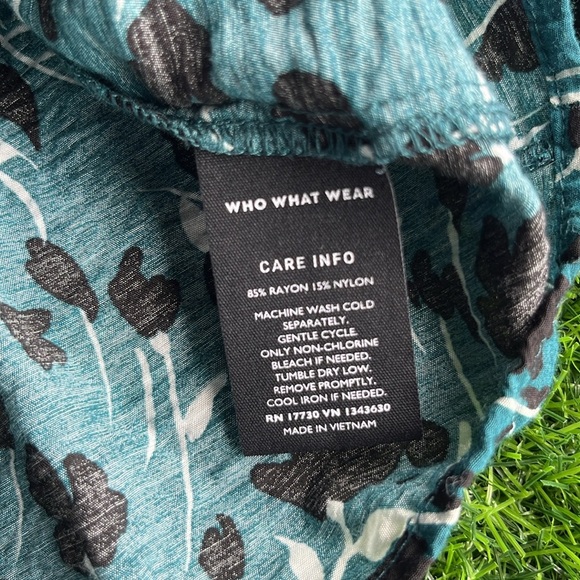 WHO WHAT WEAR
CARE INFO
85% RAYON 15% NYLON
MACHINE WASH COLD
SEPARATELY.
GENTLE CYCLE.
ONLY NON-CHLORINE
BLEACH IF NEEDED.
TUMBLE DRY LOW.
REMOVE PROMPTLY.
COOL IRON IF NEEDED.
RN 17730 VN 1343630
MADE IN VIETNAM